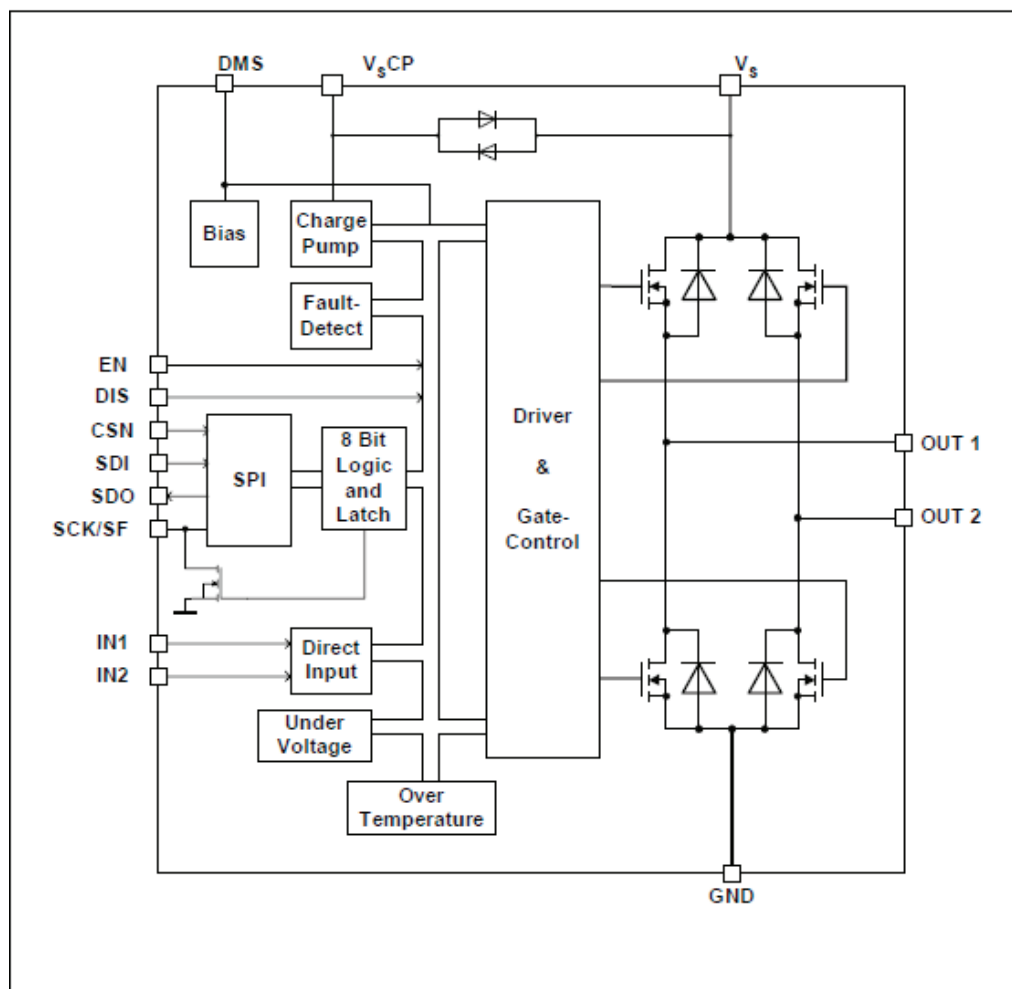 DMS
VsCP
Vs
Bias
Charge
Pump
Fault-
Detect
EN
DIS
CSN
SDI
SDO
SCK/SF
SPI
8 Bit
Logic
and
Latch
Driver
&
Gate-
Control
OUT 1
OUT 2
IN1
IN2
Direct
Input
Under
Voltage
Over
Temperature
GND